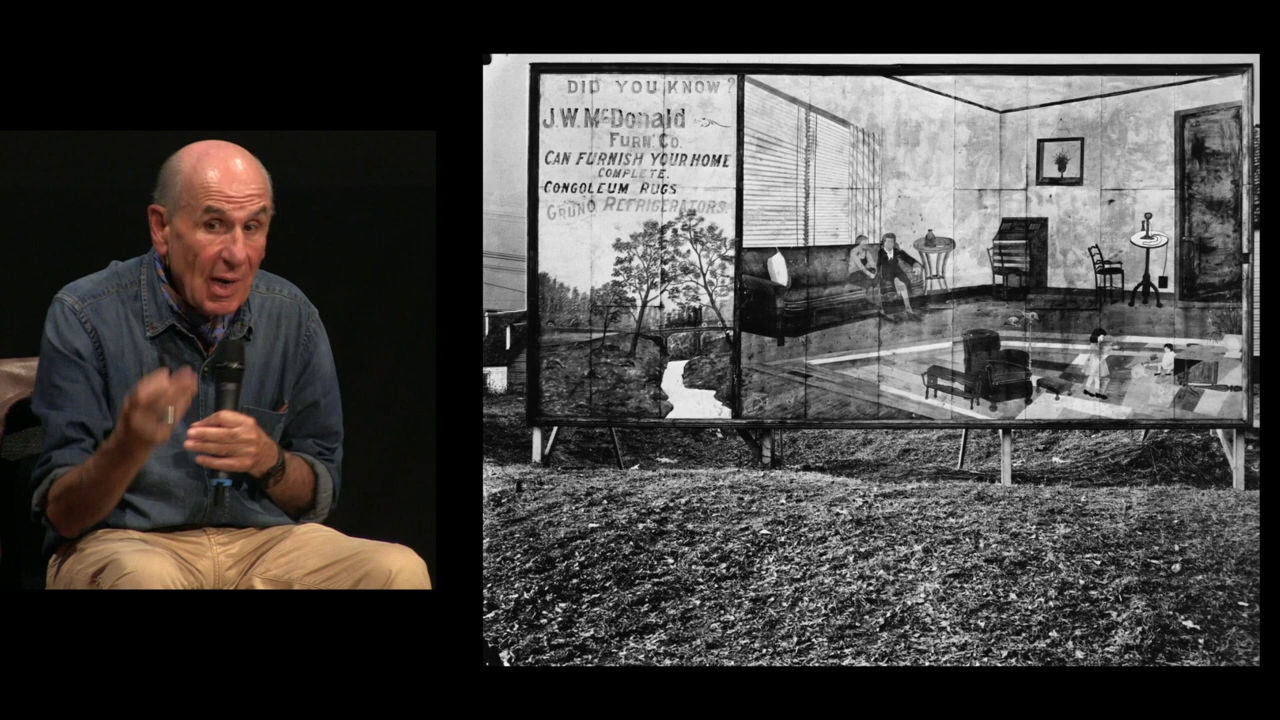 DID YOU KNOW?
J.W. McDonald
FURN. CO.
CAN FURNISH YOUR HOME
COMPLETE.
CONGOLEUM RUGS
GRUNO REFRIGERATORS.